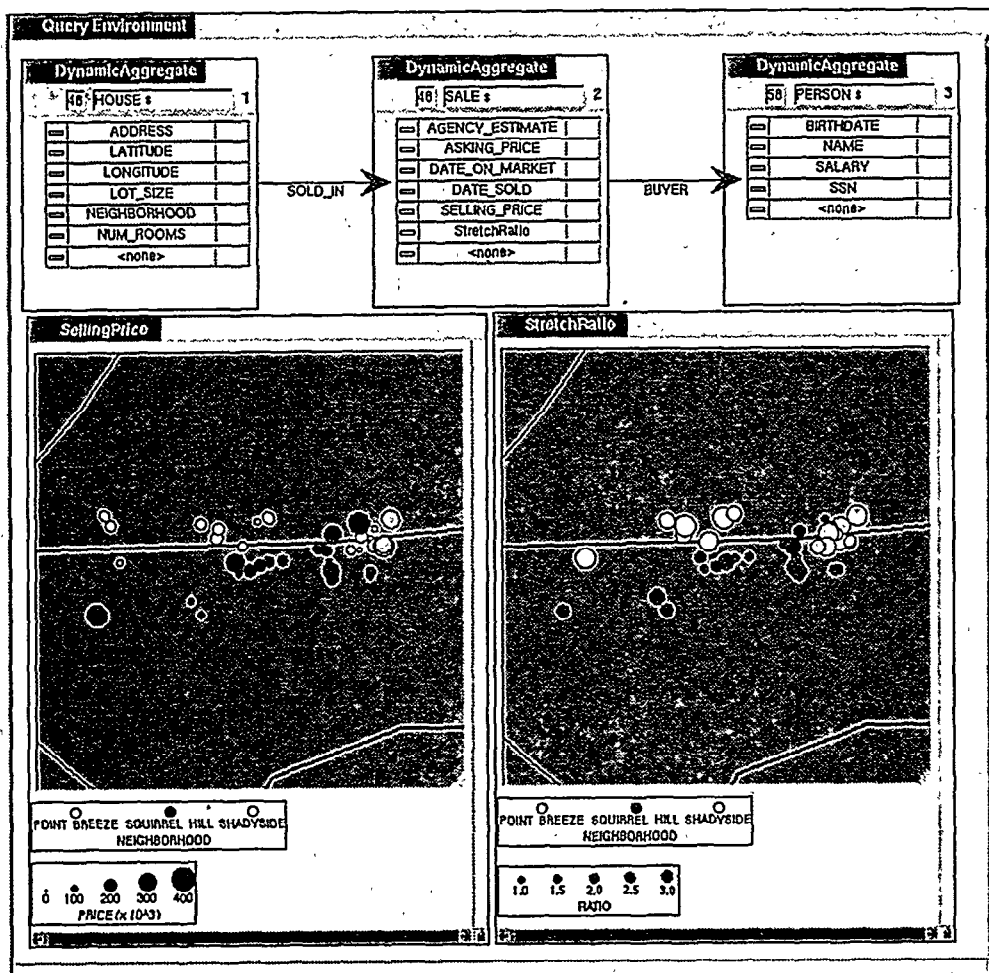 Query Environment
DynamicAggregate
46 HOUSE s 1
ADDRESS
LATITUDE
LONGITUDE
LOT_SIZE
NEIGHBORHOOD
NUM_ROOMS
<none>
SOLD_IN
DynamicAggregate
46 SALE s 2
AGENCY_ESTIMATE
ASKING_PRICE
DATE_ON_MARKET
DATE_SOLD
SELLING_PRICE
StretchRatio
<none>
BUYER
DynamicAggregate
58 PERSON s 3
BIRTHDATE
NAME
SALARY
SSN
<none>
SellingPrice
POINT BREEZE SQUIRREL HILL SHADYSIDE
NEIGHBORHOOD
0 100 200 300 400
PRICE (x 10^3)
StretchRatio
POINT BREEZE SQUIRREL HILL SHADYSIDE
NEIGHBORHOOD
1.0 1.5 2.0 2.5 3.0
RATIO